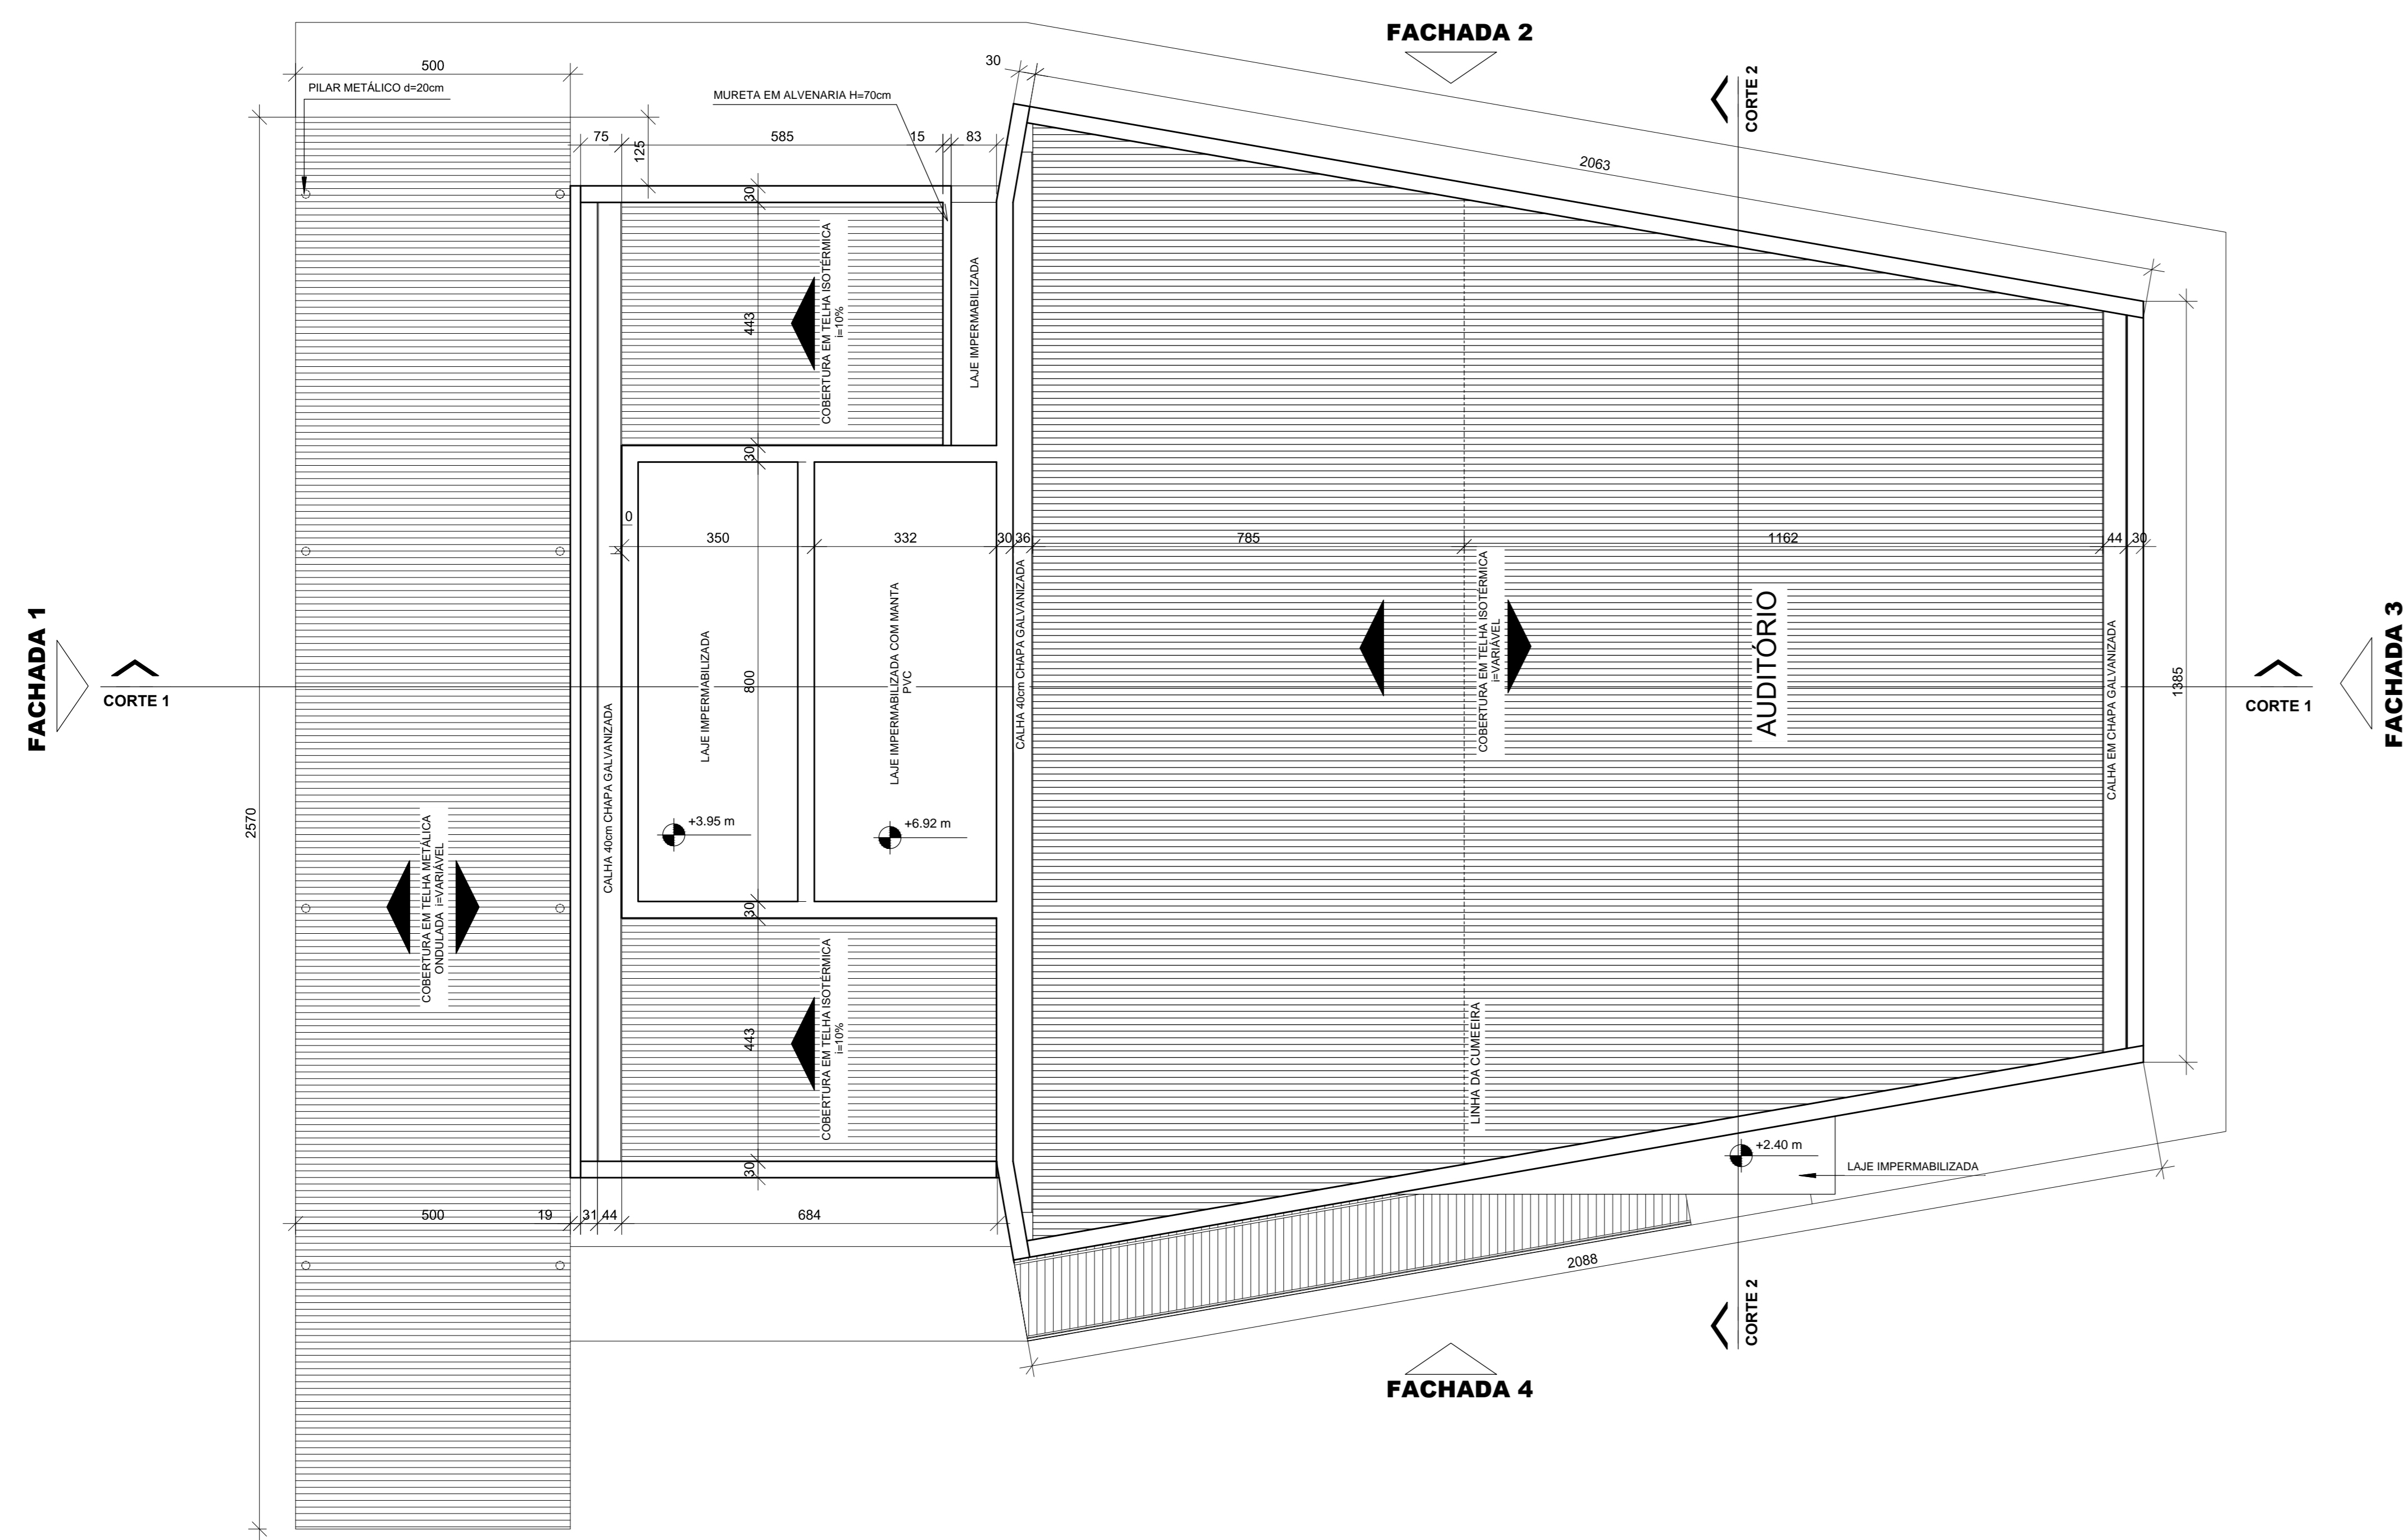 FACHADA 2
30
500
PILAR METÁLICO d=20cm
MURETA EM ALVENARIA H=70cm
CORTE 2
75
585
15
83
125
2063
30
COBERTURA EM TELHA ISOTÉRMICA
i=10%
LAJE IMPERMABILIZADA
443
30
0
350
332
30
36
785
1162
44
30
FACHADA 1
CORTE 1
LAJE IMPERMABILIZADA
800
LAJE IMPERMABILIZADA COM MANTA
PVC
CALHA 40cm CHAPA GALVANIZADA
COBERTURA EM TELHA ISOTÉRMICA
i=VARIÁVEL
AUDITÓRIO
CALHA EM CHAPA GALVANIZADA
1385
CORTE 1
FACHADA 3
2570
CALHA 40cm CHAPA GALVANIZADA
+3.95 m
+6.92 m
COBERTURA EM TELHA METÁLICA
ONDULADA i=VARIÁVEL
30
443
COBERTURA EM TELHA ISOTÉRMICA
i=10%
LINHA DA CUMEEIRA
30
+2.40 m
LAJE IMPERMABILIZADA
500
19
31
44
684
2088
CORTE 2
FACHADA 4